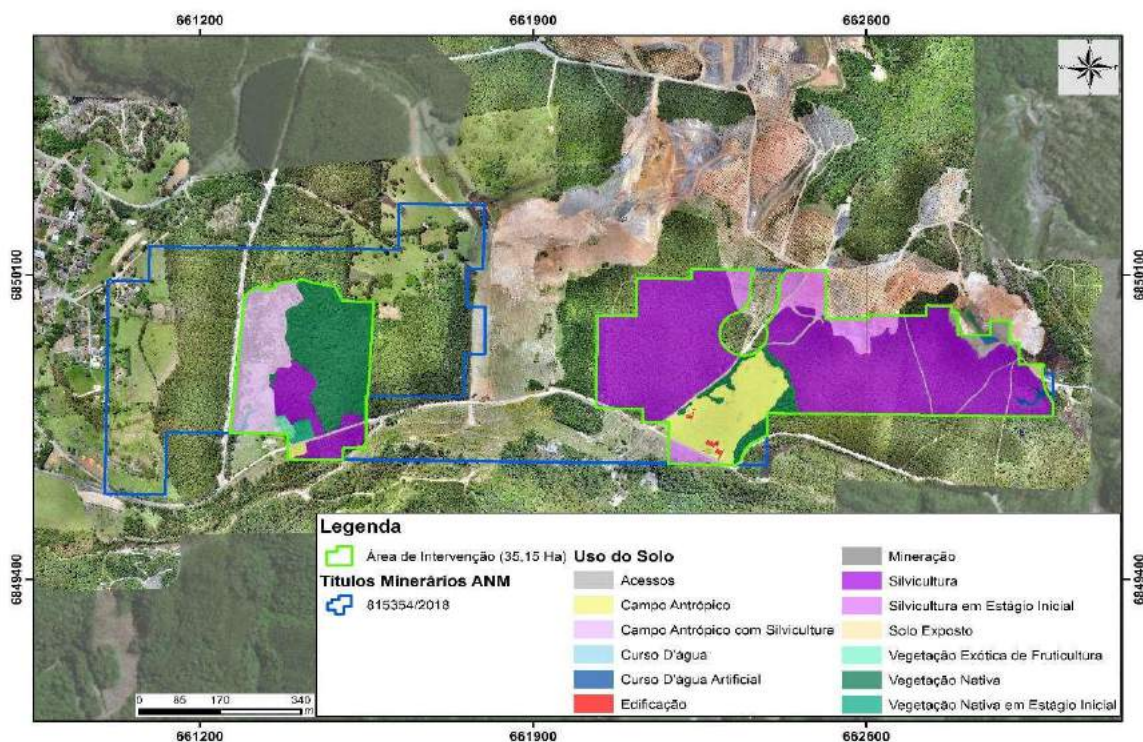 661200 661900 662600
6850100 6850100
6849400 6849400
Legenda
Área de Intervenção (35,15 Ha)
Títulos Minerários ANM
815354/2018
Uso do Solo
Acessos
Campo Antrópico
Campo Antrópico com Silvicultura
Curso D'água
Curso D'água Artificial
Edificação
Mineração
Silvicultura
Silvicultura em Estágio Inicial
Solo Exposto
Vegetação Exótica de Fruticultura
Vegetação Nativa
Vegetação Nativa em Estágio Inicial
0 85 170 340
m
661200 661900 662600